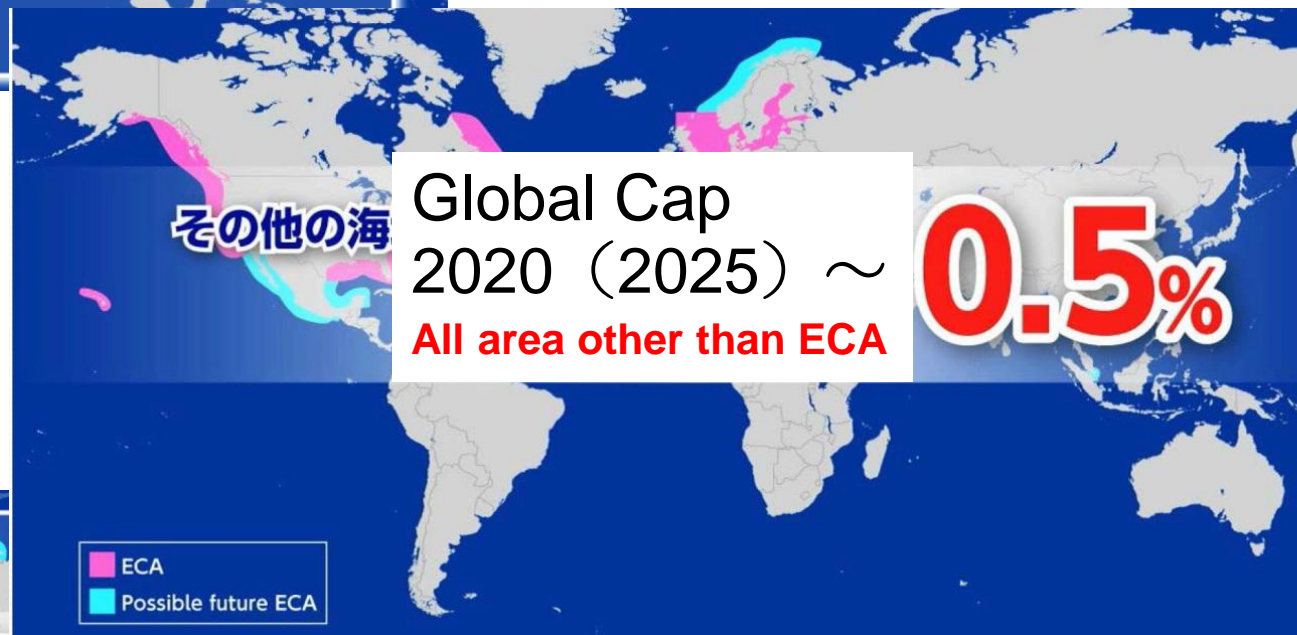 その他の海
Global Cap
2020（2025）～
All area other than ECA
0.5%
ECA
Possible future ECA